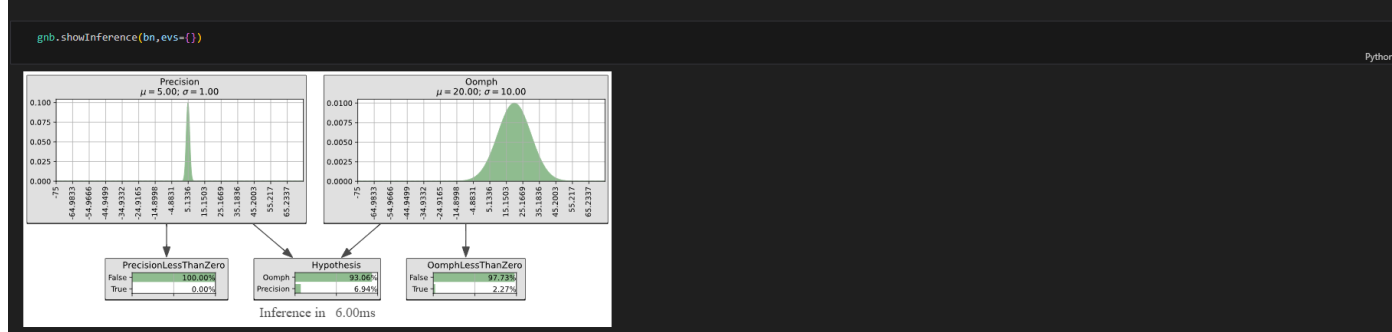 gnb.showInference(bn,evs={})
Python
Precision
μ = 5.00; σ = 1.00
0.100
0.075
0.050
0.025
0.000
-75
-64.9833
-54.9666
-44.9499
-34.9332
-24.9165
-14.8998
-4.8831
5.1336
15.1503
25.1669
35.1836
45.2003
55.217
65.2337
Oomph
μ = 20.00; σ = 10.00
0.0100
0.0075
0.0050
0.0025
0.0000
-75
-64.9833
-54.9666
-44.9499
-34.9332
-24.9165
-14.8998
-4.8831
5.1336
15.1503
25.1669
35.1836
45.2003
55.217
65.2337
PrecisionLessThanZero
False 100.00%
True 0.00%
Hypothesis
Oomph 93.06%
Precision 6.94%
OomphLessThanZero
False 97.73%
True 2.27%
Inference in 6.00ms